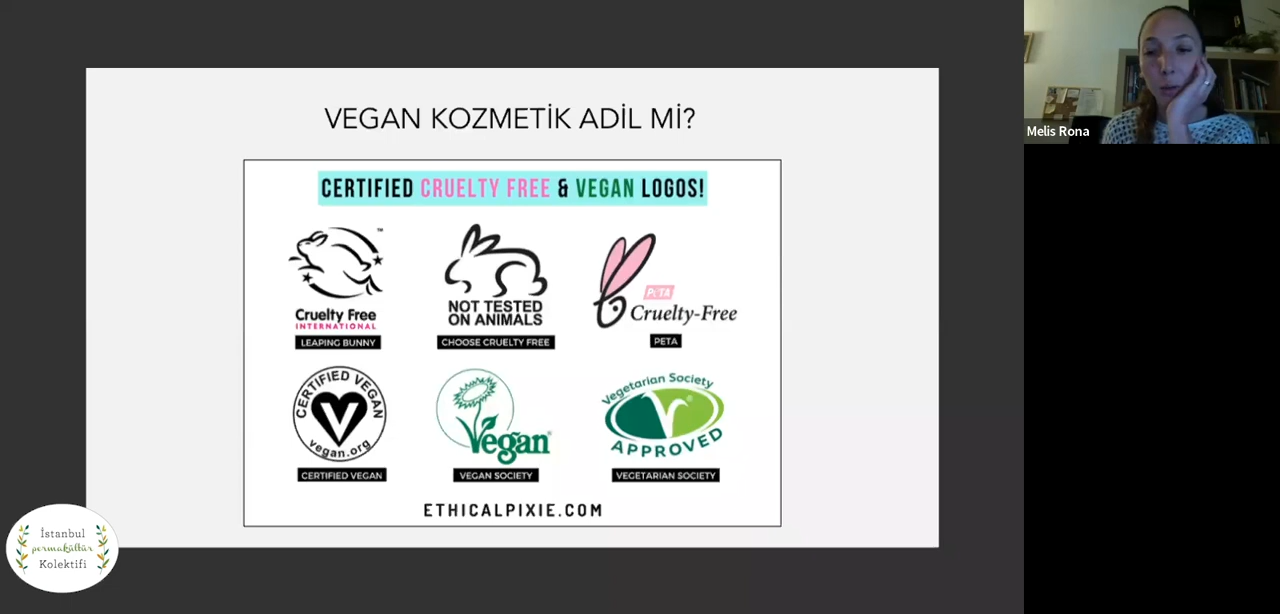 VEGAN KOZMETİK ADİL Mİ?
CERTIFIED CRUELTY FREE & VEGAN LOGOS!
TM
Cruelty Free
INTERNATIONAL
LEAPING BUNNY
NOT TESTED
ON ANIMALS
CHOOSE CRUELTY FREE
PETA
Cruelty-Free
PETA
CERTIFIED VEGAN
V
vegan.org
CERTIFIED VEGAN
Vegan®
VEGAN SOCIETY
Vegetarian Society
V®
APPROVED
VEGETARIAN SOCIETY
ETHICALPIXIE.COM
Melis Rona
İstanbul
permakültür
Kolektifi